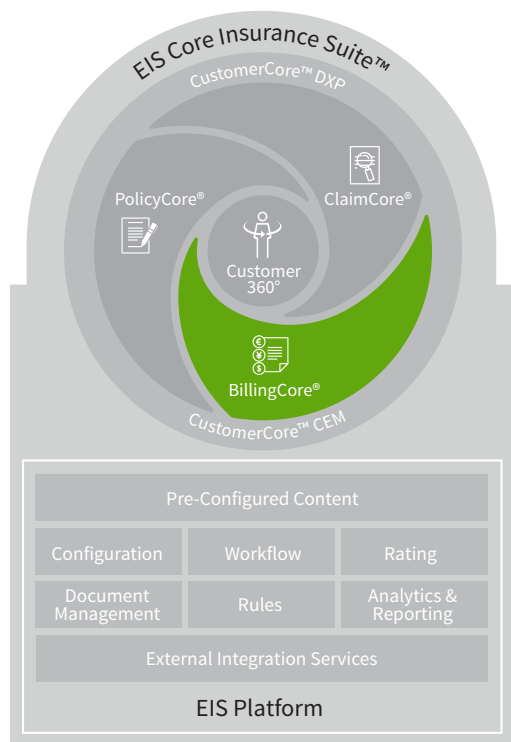 EIS Core Insurance Suite™
CustomerCore™ DXP
PolicyCore®
ClaimCore®
Customer
360°
€
¥
$
BillingCore®
CustomerCore™ CEM
Pre-Configured Content
Configuration
Workflow
Rating
Document
Management
Rules
Analytics &
Reporting
External Integration Services
EIS Platform